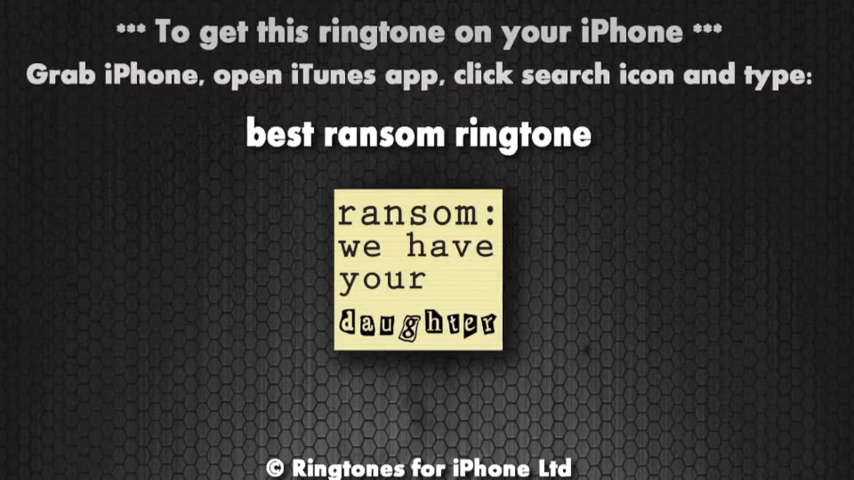 *** To get this ringtone on your iPhone ***
Grab iPhone, open iTunes app, click search icon and type:
best ransom ringtone
ransom:
we have
your
daughter
© Ringtones for iPhone Ltd